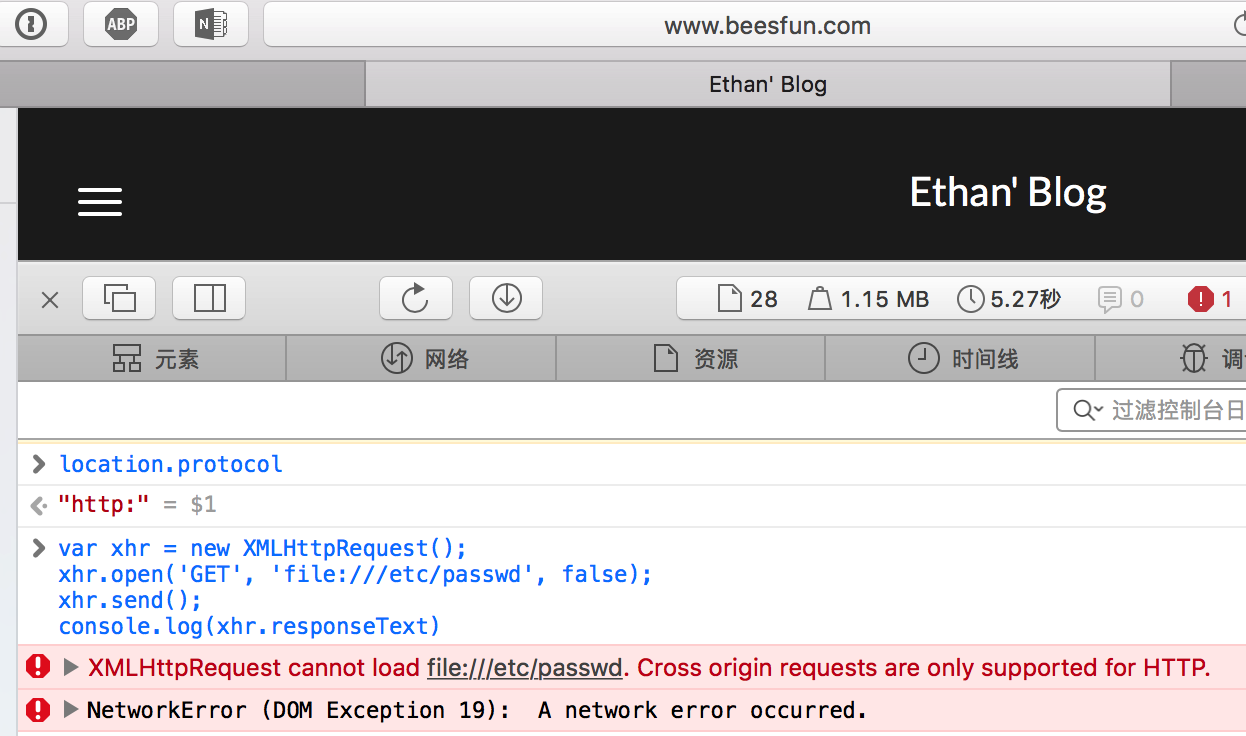 ABP
N
www.beesfun.com
Ethan' Blog
Ethan' Blog
28
1.15 MB
5.27秒
0
1
元素
网络
资源
时间线
调
过滤控制台日
location.protocol
"http:" = $1
var xhr = new XMLHttpRequest();
xhr.open('GET', 'file:///etc/passwd', false);
xhr.send();
console.log(xhr.responseText)
XMLHttpRequest cannot load file:///etc/passwd. Cross origin requests are only supported for HTTP.
NetworkError (DOM Exception 19):  A network error occurred.